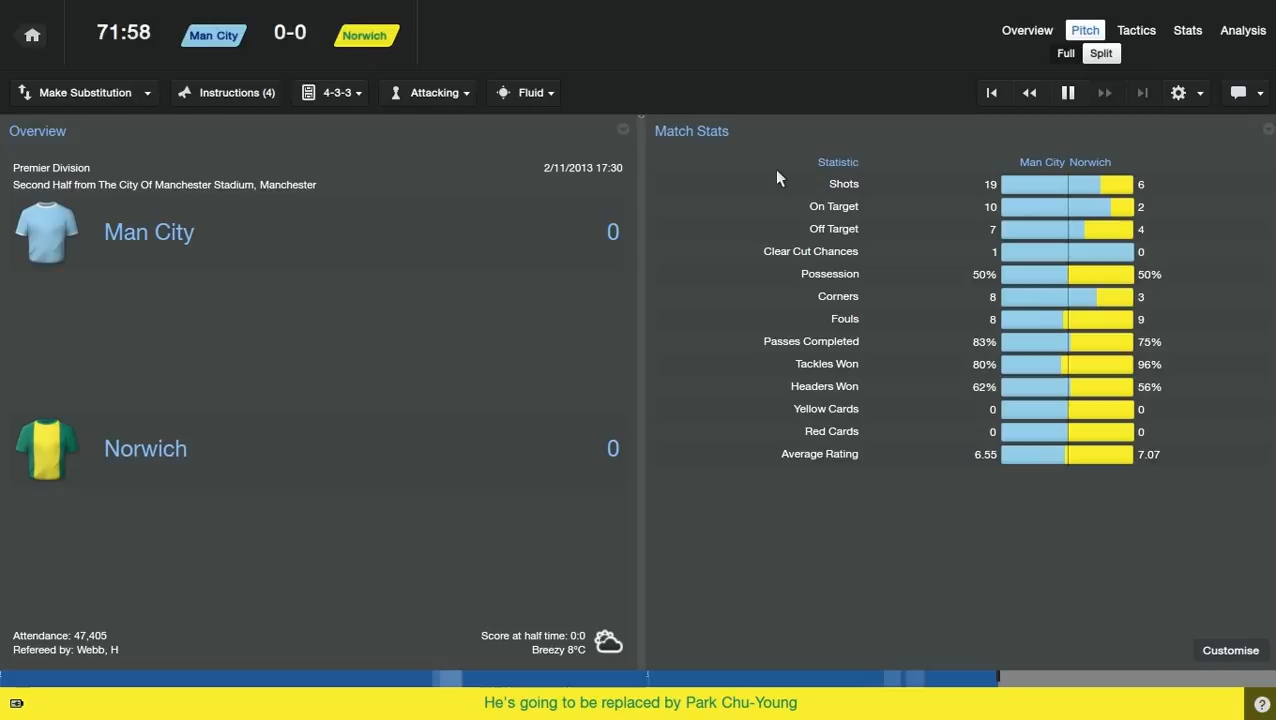 71:58
Man City
0-0
Norwich
Overview
Pitch
Tactics
Stats
Analysis
Full
Split
Make Substitution
Instructions (4)
4-3-3
Attacking
Fluid
Overview
Premier Division
2/11/2013 17:30
Second Half from The City Of Manchester Stadium, Manchester
Man City
0
Norwich
0
Attendance: 47,405
Score at half time: 0:0
Refereed by: Webb, H
Breezy 8°C
Match Stats
Statistic Man City Norwich
Shots 19 6
On Target 10 2
Off Target 7 4
Clear Cut Chances 1 0
Possession 50% 50%
Corners 8 3
Fouls 8 9
Passes Completed 83% 75%
Tackles Won 80% 96%
Headers Won 62% 56%
Yellow Cards 0 0
Red Cards 0 0
Average Rating 6.55 7.07
Customise
He's going to be replaced by Park Chu-Young
?